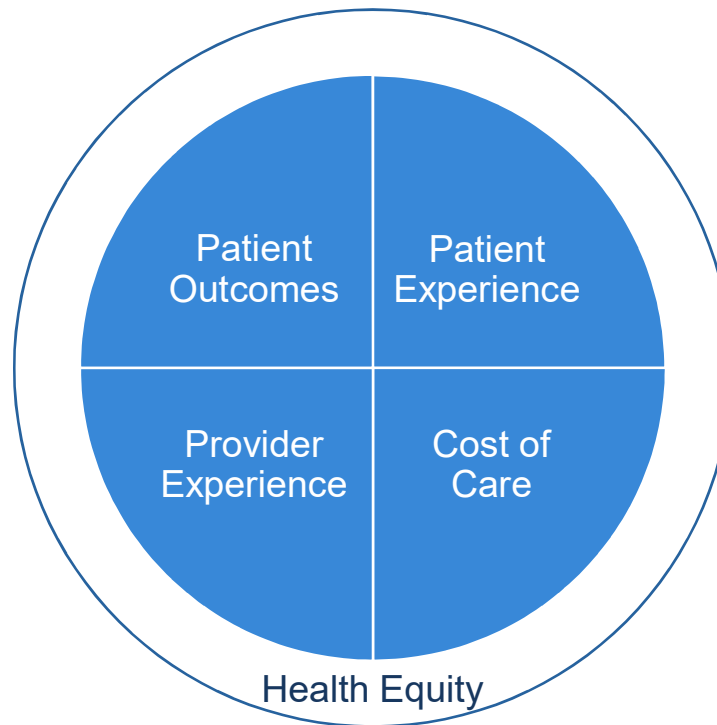 Patient
Outcomes
Patient
Experience
Provider
Experience
Cost of
Care
Health Equity